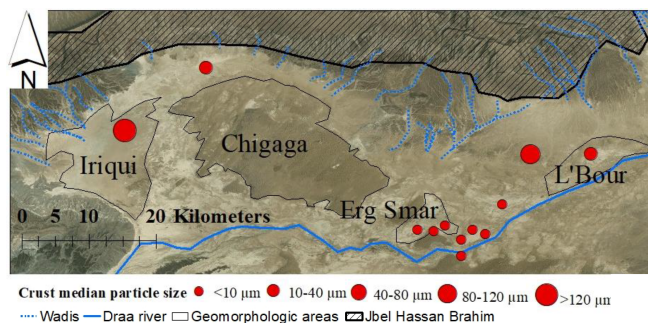 N
Chigaga
Iriqui
L'Bour
Erg Smar
0 5 10 20 Kilometers
Crust median particle size <10 µm 10-40 µm 40-80 µm 80-120 µm >120 µm
Wadis Draa river Geomorphologic areas Jbel Hassan Brahim